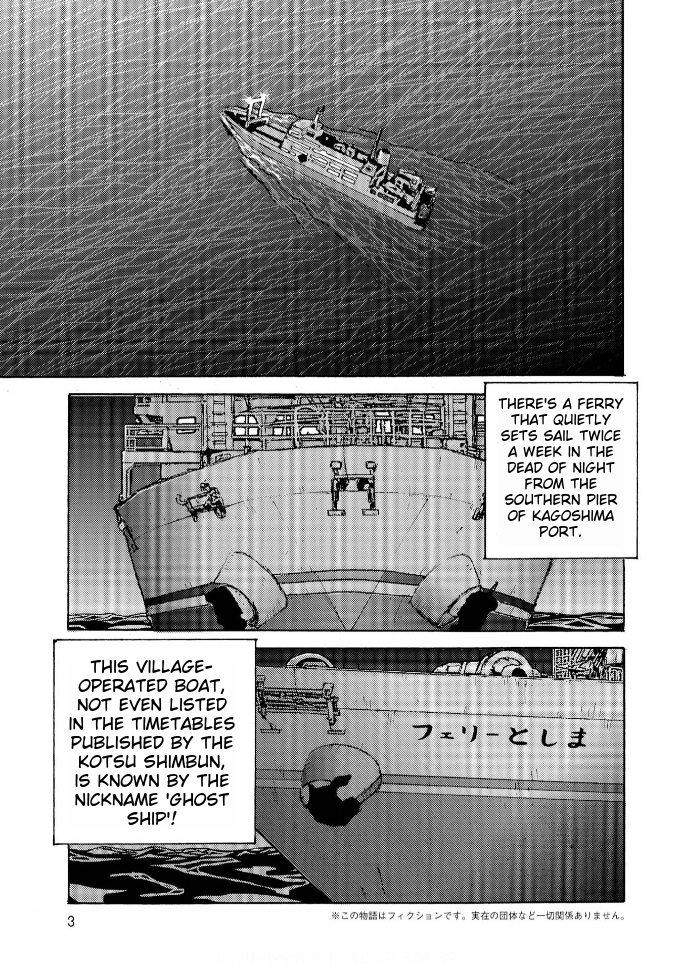 THERE'S A FERRY
THAT QUIETLY
SETS SAIL TWICE
A WEEK IN THE
DEAD OF NIGHT
FROM THE
SOUTHERN PIER
OF KAGOSHIMA
PORT.
THIS VILLAGE-
OPERATED BOAT,
NOT EVEN LISTED
IN THE TIMETABLES
PUBLISHED BY THE
KOTSU SHIMBUN,
IS KNOWN BY THE
NICKNAME 'GHOST
SHIP'!
フェリーとしま
3
※この物語はフィクションです。実在の団体など一切関係ありません。